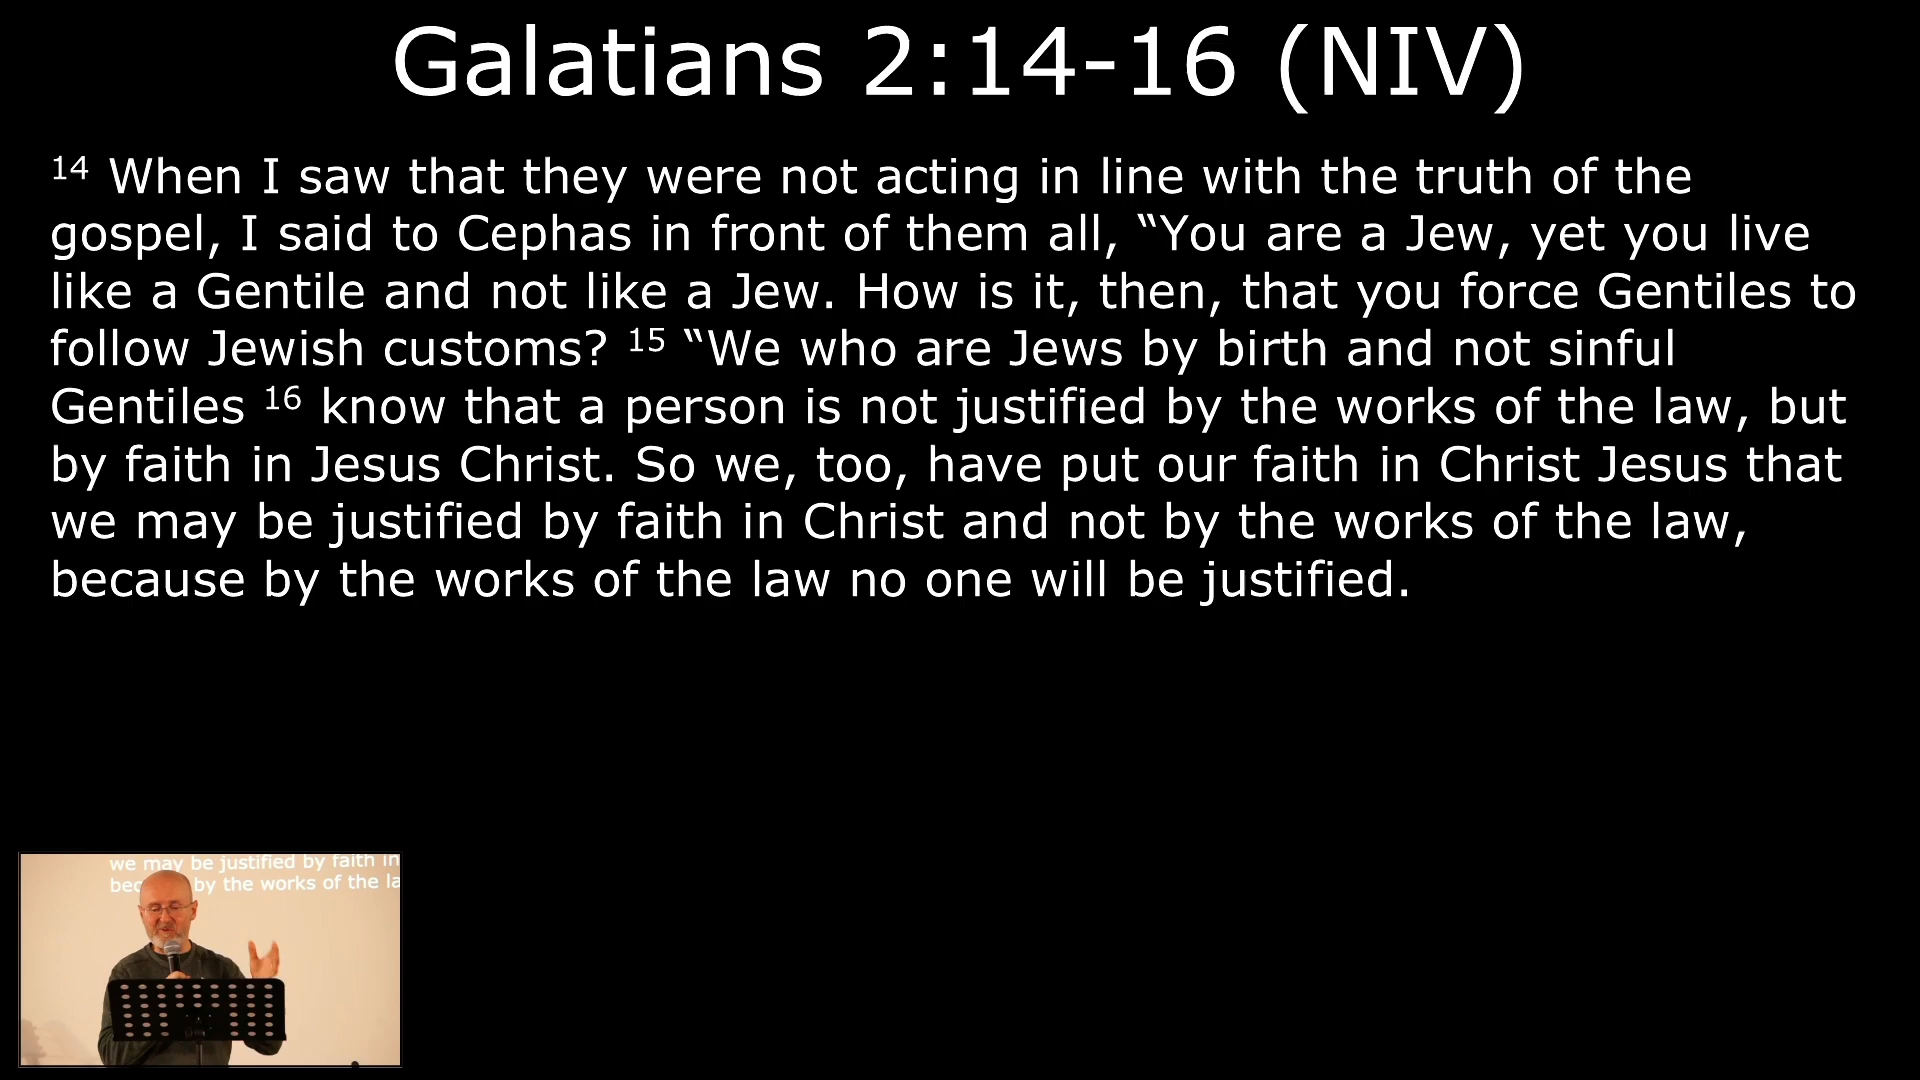 Galatians 2:14-16 (NIV)
14 When I saw that they were not acting in line with the truth of the
gospel, I said to Cephas in front of them all, “You are a Jew, yet you live
like a Gentile and not like a Jew. How is it, then, that you force Gentiles to
follow Jewish customs? 15 “We who are Jews by birth and not sinful
Gentiles 16 know that a person is not justified by the works of the law, but
by faith in Jesus Christ. So we, too, have put our faith in Christ Jesus that
we may be justified by faith in Christ and not by the works of the law,
because by the works of the law no one will be justified.
we may be justified by faith in
by the works of the